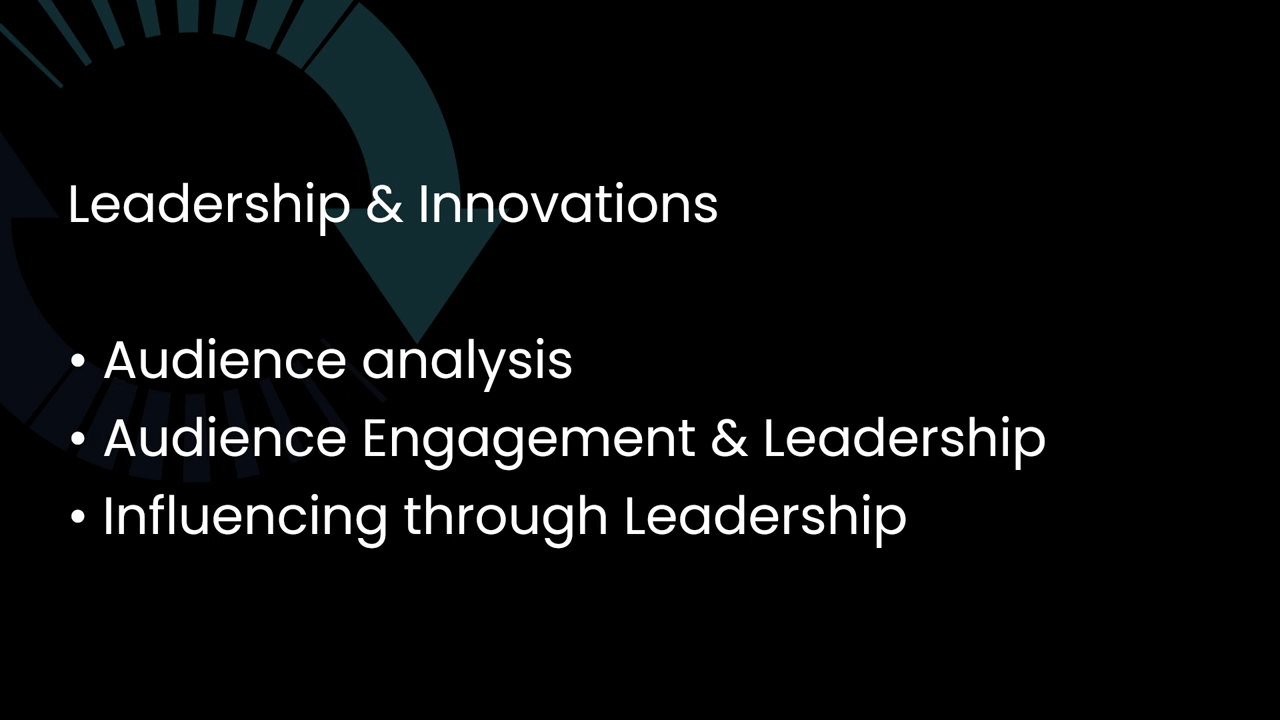 Leadership & Innovations
• Audience analysis
• Audience Engagement & Leadership
• Influencing through Leadership